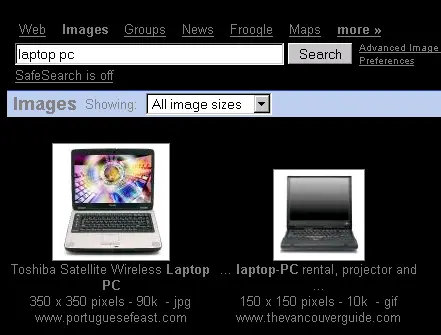 Web Images Groups News Froogle Maps more »
laptop pc Search Advanced Image
Preferences
SafeSearch is off
Images Showing: All image sizes
Toshiba Satellite Wireless Laptop PC
350 x 350 pixels - 90k - jpg
www.portuguesefeast.com
... laptop-PC rental, projector and ...
150 x 150 pixels - 10k - gif
www.thevancouverguide.com